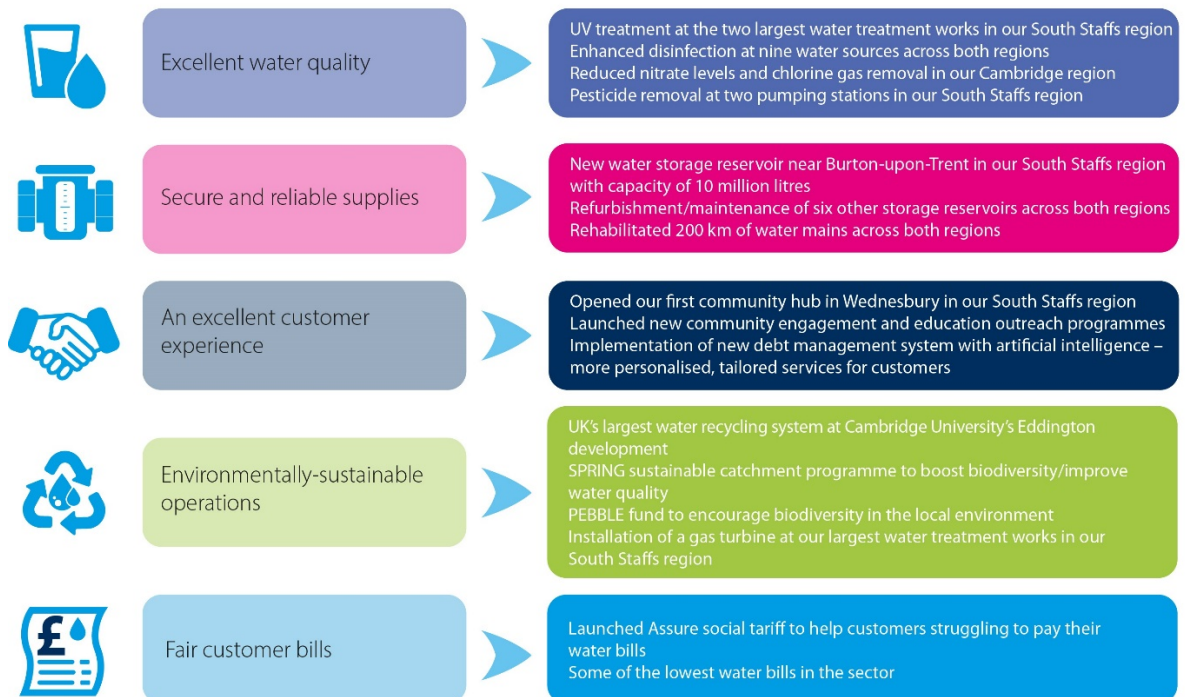 Excellent water quality
UV treatment at the two largest water treatment works in our South Staffs region
Enhanced disinfection at nine water sources across both regions
Reduced nitrate levels and chlorine gas removal in our Cambridge region
Pesticide removal at two pumping stations in our South Staffs region
Secure and reliable supplies
New water storage reservoir near Burton-upon-Trent in our South Staffs region
with capacity of 10 million litres
Refurbishment/maintenance of six other storage reservoirs across both regions
Rehabilitated 200 km of water mains across both regions
An excellent customer
experience
Opened our first community hub in Wednesbury in our South Staffs region
Launched new community engagement and education outreach programmes
Implementation of new debt management system with artificial intelligence –
more personalised, tailored services for customers
Environmentally-sustainable
operations
UK's largest water recycling system at Cambridge University's Eddington
development
SPRING sustainable catchment programme to boost biodiversity/improve
water quality
PEBBLE fund to encourage biodiversity in the local environment
Installation of a gas turbine at our largest water treatment works in our
South Staffs region
£
Fair customer bills
Launched Assure social tariff to help customers struggling to pay their
water bills
Some of the lowest water bills in the sector